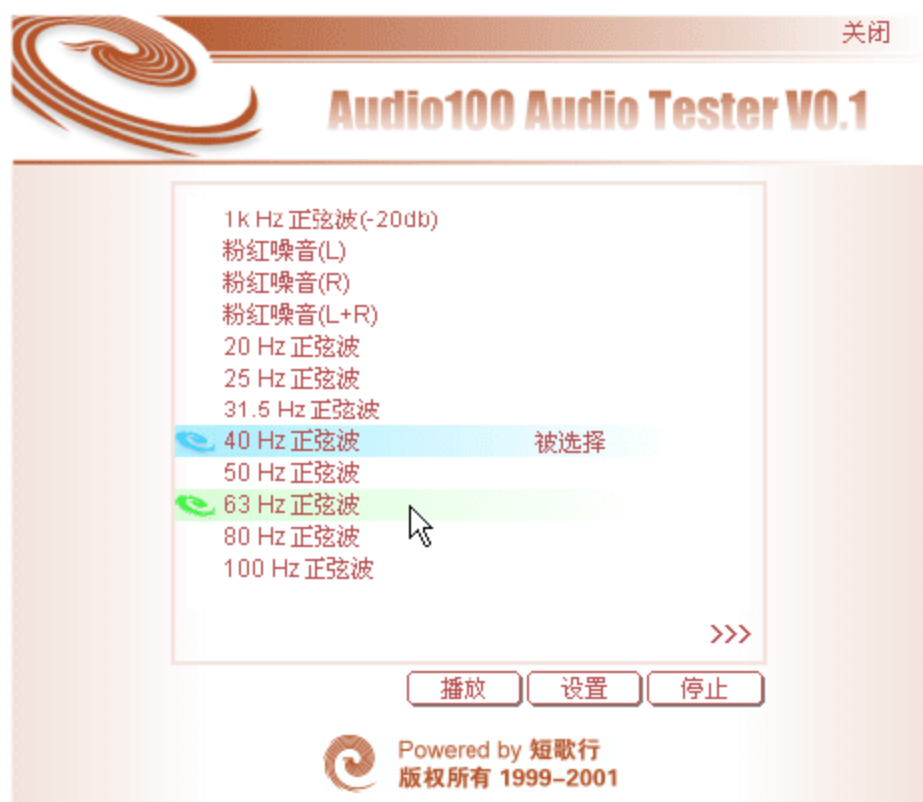 关闭
Audio100 Audio Tester V0.1
1k Hz 正弦波(-20db)
粉红噪音(L)
粉红噪音(R)
粉红噪音(L+R)
20 Hz 正弦波
25 Hz 正弦波
31.5 Hz 正弦波
40 Hz 正弦波 被选择
50 Hz 正弦波
63 Hz 正弦波
80 Hz 正弦波
100 Hz 正弦波
>>>
播放 设置 停止
Powered by 短歌行
版权所有 1999-2001